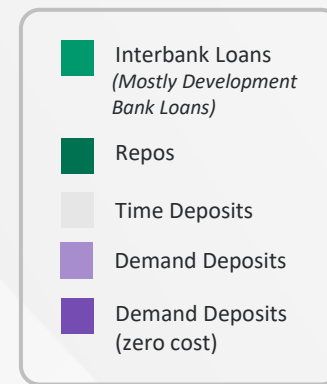 Interbank Loans
(Mostly Development
Bank Loans)
Repos
Time Deposits
Demand Deposits
Demand Deposits
(zero cost)